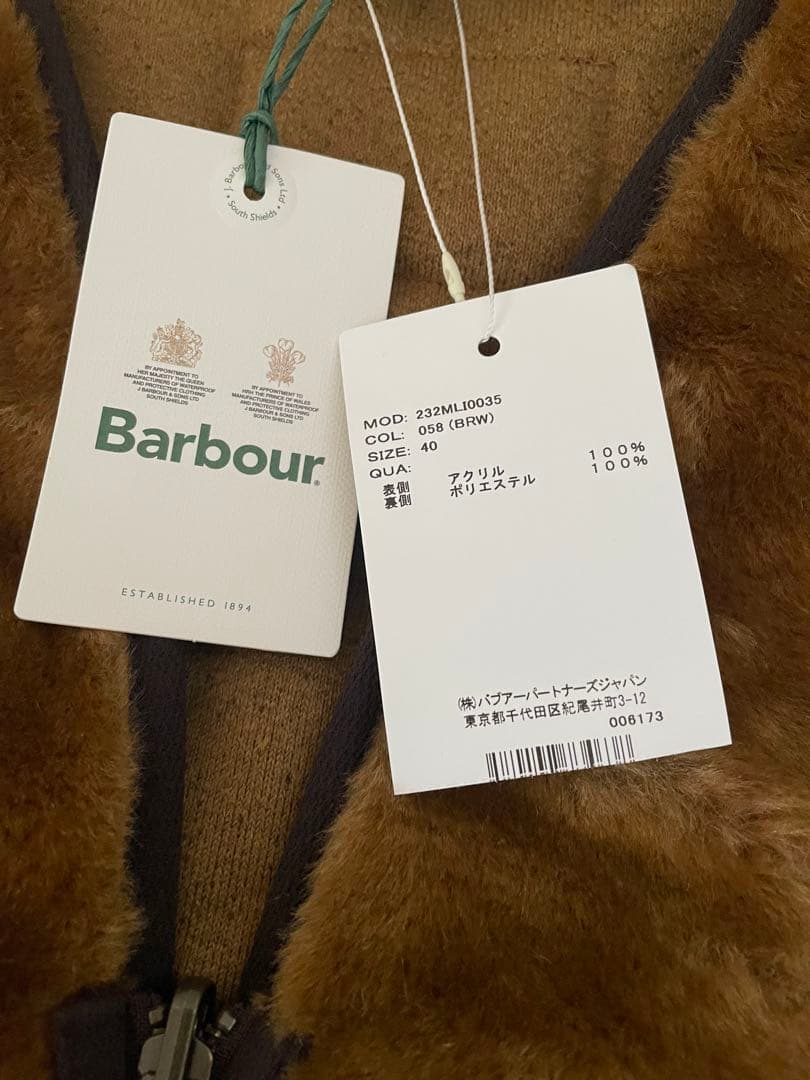 J. Barbour and Sons Ltd
South Shields
BY APPOINTMENT TO
HER MAJESTY THE QUEEN
MANUFACTURERS OF WATERPROOF
AND PROTECTIVE CLOTHING
J BARBOUR & SONS LTD
SOUTH SHIELDS
BY APPOINTMENT TO
HRH THE PRINCE OF WALES
MANUFACTURERS OF WATERPROOF
AND PROTECTIVE CLOTHING
J BARBOUR & SONS LTD
SOUTH SHIELDS
Barbour®
ESTABLISHED 1894
MOD: 232MLI0035
COL: 058 (BRW)
SIZE: 40
QUA:
表側 アクリル 100%
裏側 ポリエステル 100%
(株)バブアーパートナーズジャパン
東京都千代田区紀尾井町3-12
006173